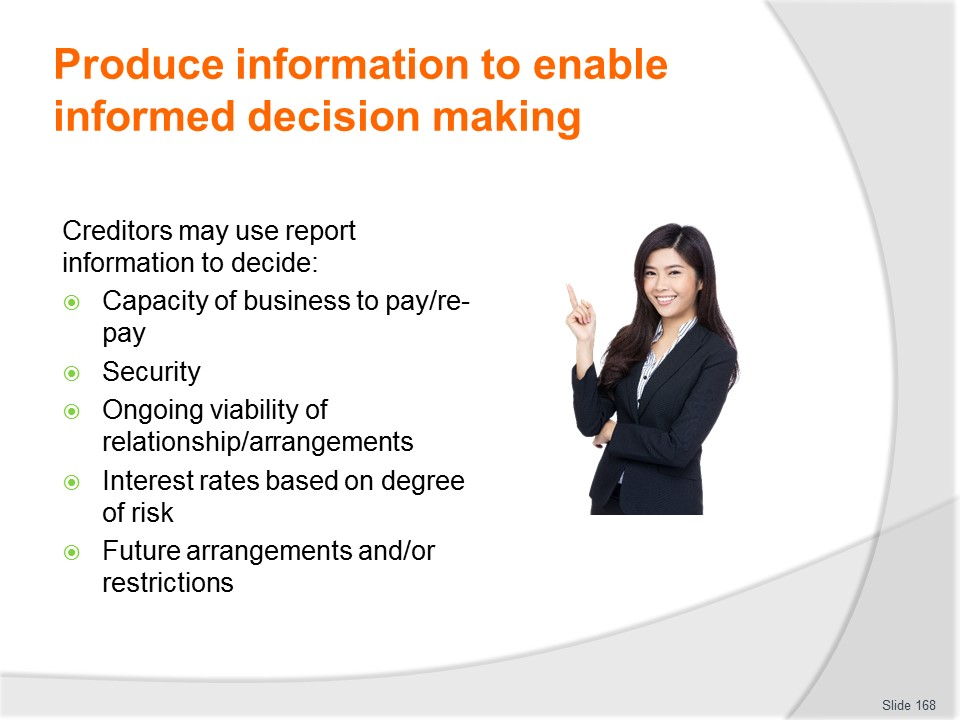 Produce information to enable
informed decision making
Creditors may use report
information to decide:
Capacity of business to pay/re-
pay
Security
Ongoing viability of
relationship/arrangements
Interest rates based on degree
of risk
Future arrangements and/or
restrictions
Slide 168